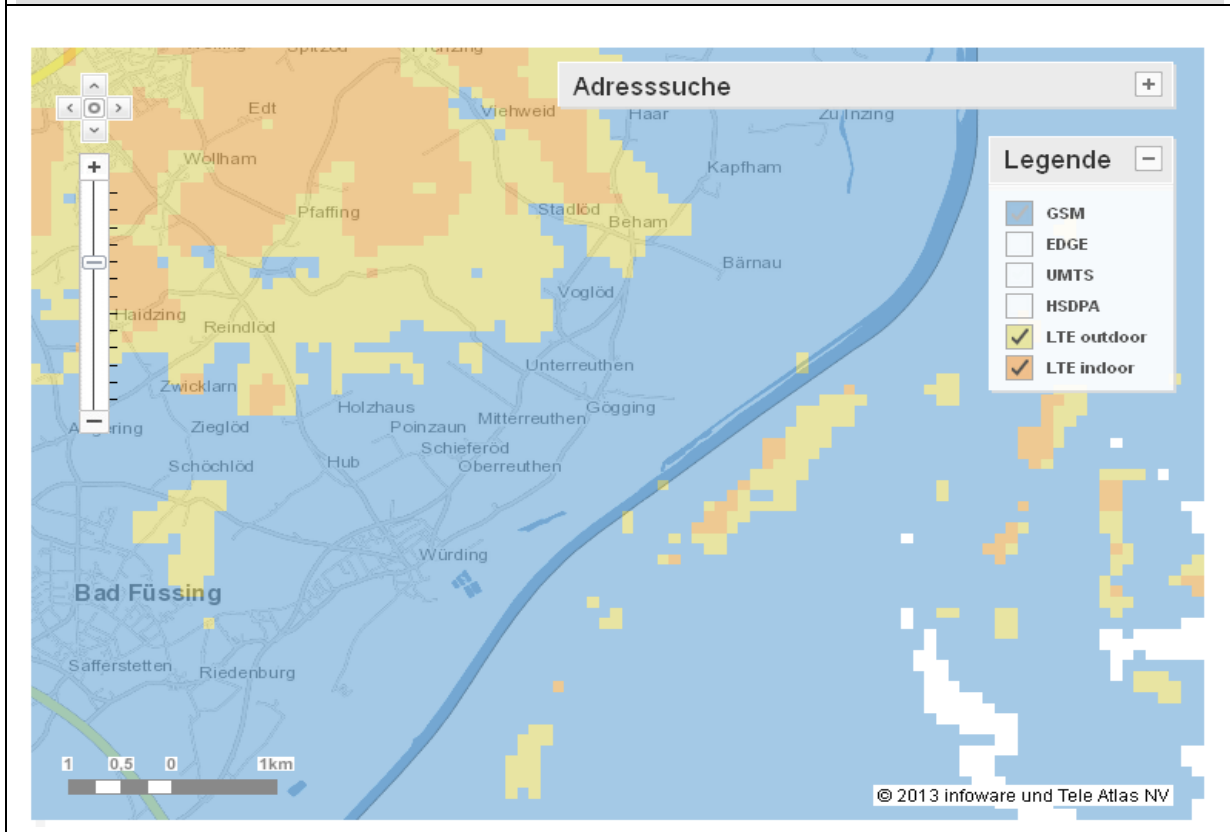 Spitzöd
Adresssuche
Edt
Viehweid
Haar
Zu Inzing
Legende
Wollham
Kapfham
GSM
Pfaffing
Stadlöd
Beham
EDGE
Bärnau
UMTS
Voglöd
HSDPA
Haidzing
Reindlöd
LTE outdoor
Unterreuthen
LTE indoor
Zwicklarn
Holzhaus
Gögging
Mitterreuthen
Zieglöd
Poinzaun
Schieferöd
Schöchlöd
Hub
Oberreuthen
Würding
Bad Füssing
Safferstetten
Riedenburg
1 0,5 0 1km
© 2013 infoware und Tele Atlas NV